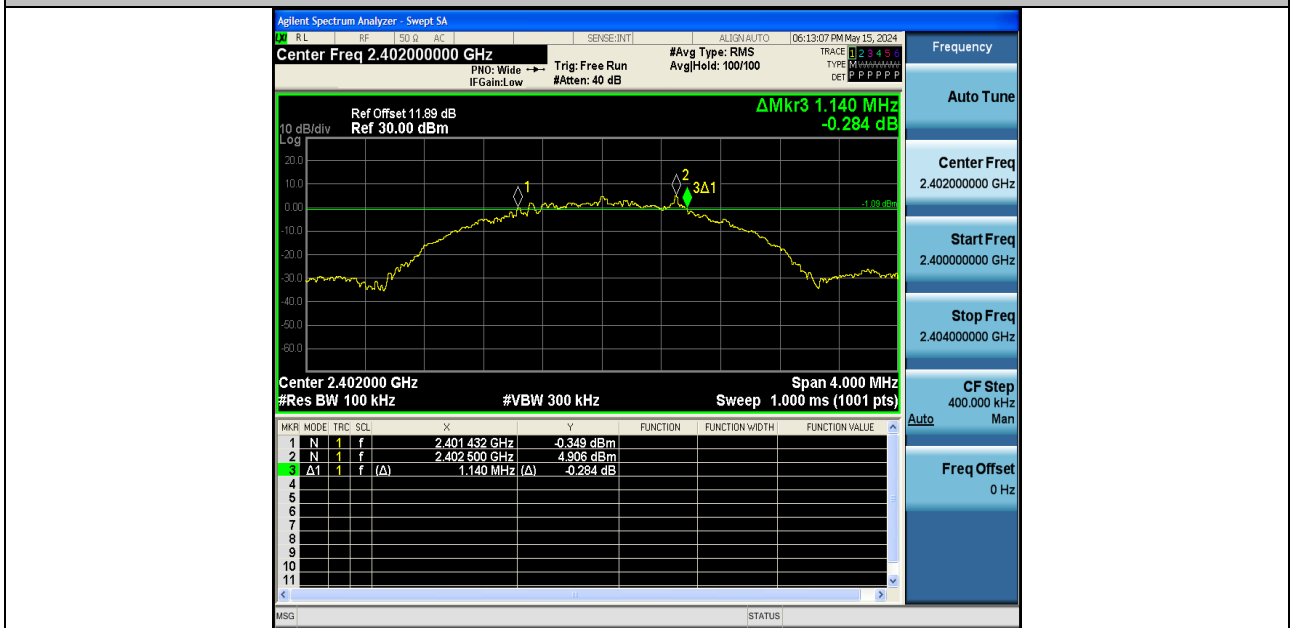 Agilent Spectrum Analyzer - Swept SA
RL RF 50 Ω AC SENSE:INT ALIGN AUTO 06:13:07 PM May 15, 2024
Center Freq 2.402000000 GHz
PNO: Wide
IFGain:Low
Trig: Free Run
#Atten: 40 dB
#Avg Type: RMS
Avg|Hold: 100/100
TRACE 1 2 3 4 5 6
TYPE M
DET P P P P P P
Frequency
ΔMkr3 1.140 MHz
-0.284 dB
Ref Offset 11.89 dB
Ref 30.00 dBm
10 dB/div
Log
20.0
10.0
0.00
-10.0
-20.0
-30.0
-40.0
-50.0
-60.0
1
2
3Δ1
-1.09 dBm
Center 2.402000 GHz
Span 4.000 MHz
#Res BW 100 kHz
#VBW 300 kHz
Sweep 1.000 ms (1001 pts)
MKR MODE TRC SCL X Y FUNCTION FUNCTION WIDTH FUNCTION VALUE
1 N 1 f 2.401 432 GHz -0.349 dBm
2 N 1 f 2.402 500 GHz 4.906 dBm
3 Δ1 1 f (Δ) 1.140 MHz (Δ) -0.284 dB
4
5
6
7
8
9
10
11
MSG
STATUS
Auto Tune
Center Freq
2.402000000 GHz
Start Freq
2.400000000 GHz
Stop Freq
2.404000000 GHz
CF Step
400.000 kHz
Auto Man
Freq Offset
0 Hz